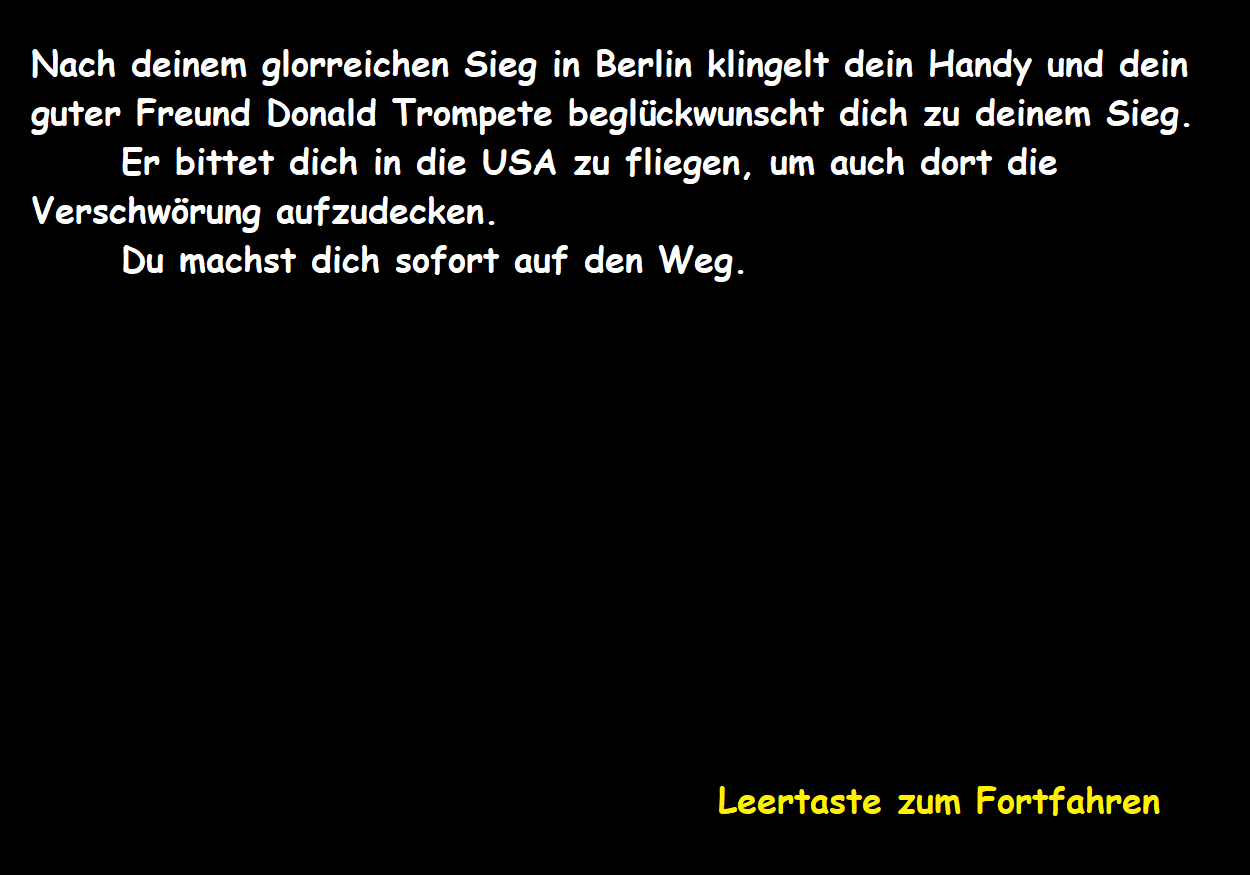 Nach deinem glorreichen Sieg in Berlin klingelt dein Handy und dein
guter Freund Donald Trompete beglückwunscht dich zu deinem Sieg.
Er bittet dich in die USA zu fliegen, um auch dort die
Verschwörung aufzudecken.
Du machst dich sofort auf den Weg.
Leertaste zum Fortfahren